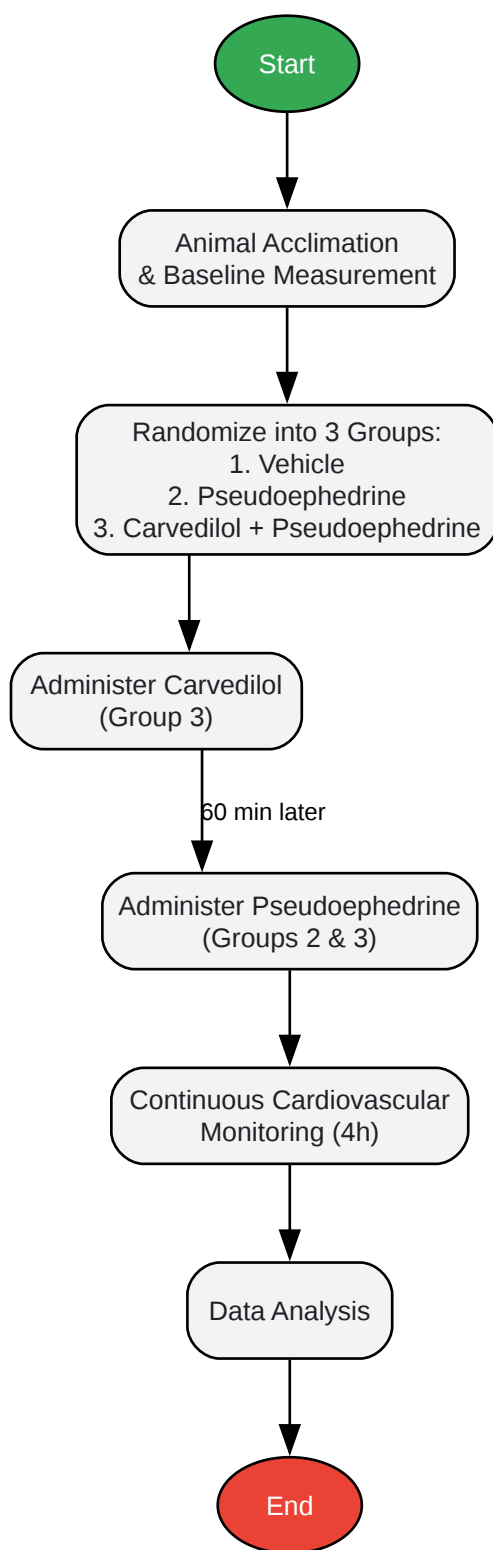 Start
Animal Acclimation
& Baseline Measurement
Randomize into 3 Groups:
1. Vehicle
2. Pseudoephedrine
3. Carvedilol + Pseudoephedrine
Administer Carvedilol
(Group 3)
60 min later
Administer Pseudoephedrine
(Groups 2 & 3)
Continuous Cardiovascular
Monitoring (4h)
Data Analysis
End